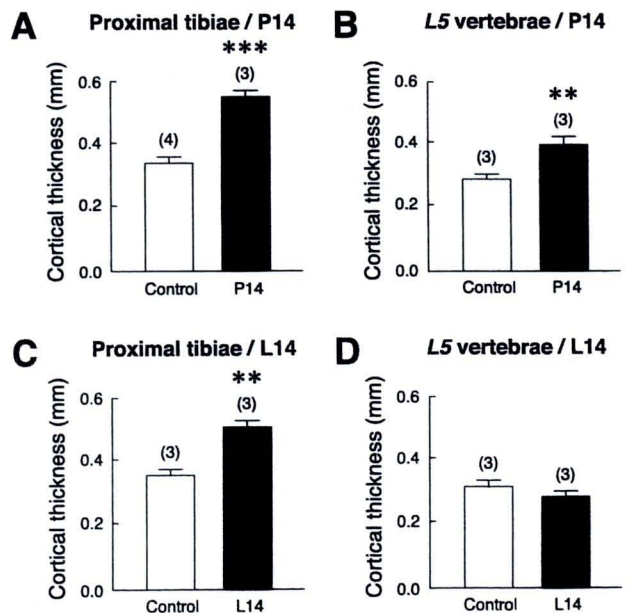 A Proximal tibiae / P14
***
(3)
(4)
Cortical thickness (mm)
0.6
0.4
0.2
0.0
Control P14
B L5 vertebrae / P14
**
(3)
(3)
Cortical thickness (mm)
0.6
0.4
0.2
0.0
Control P14
C Proximal tibiae / L14
**
(3)
(3)
Cortical thickness (mm)
0.6
0.4
0.2
0.0
Control L14
D L5 vertebrae / L14
(3) (3)
Cortical thickness (mm)
0.6
0.4
0.2
0.0
Control L14